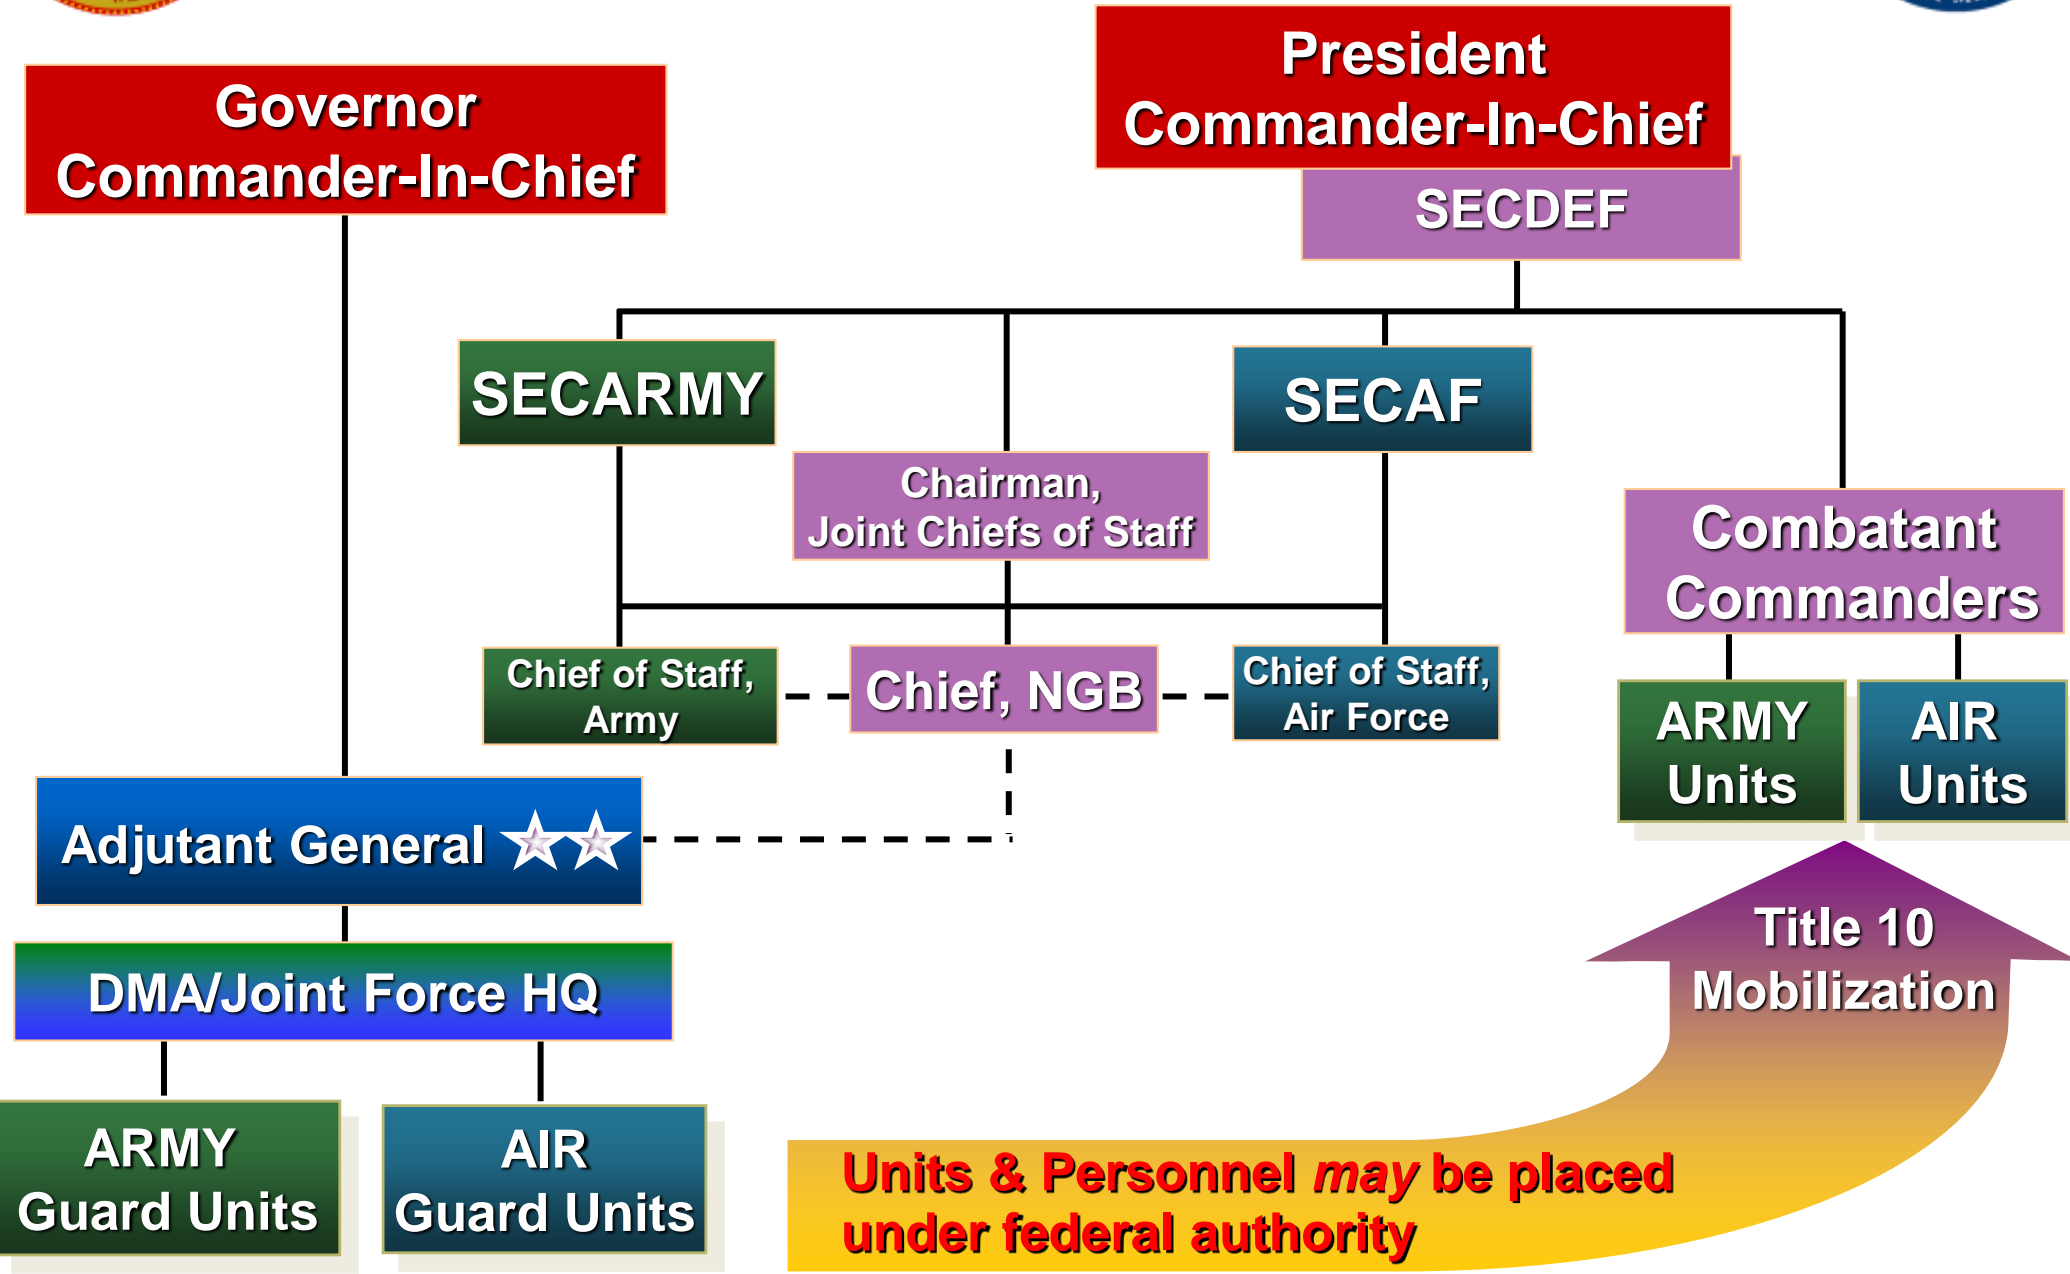 Governor
Commander-In-Chief
President
Commander-In-Chief
SECDEF
SECARMY
SECAF
Chairman,
Joint Chiefs of Staff
Combatant
Commanders
Chief of Staff,
Army
Chief, NGB
Chief of Staff,
Air Force
ARMY
Units
AIR
Units
Adjutant General
Title 10
Mobilization
DMA/Joint Force HQ
ARMY
Guard Units
AIR
Guard Units
Units & Personnel may be placed
under federal authority